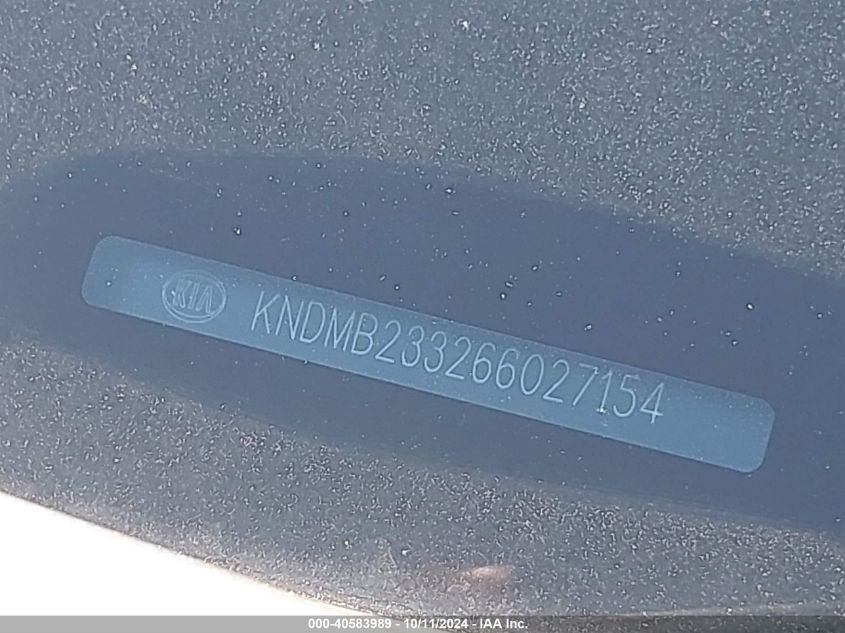 KIA KNDMB233266027154
000-40583989 - 10/11/2024 - IAA Inc.